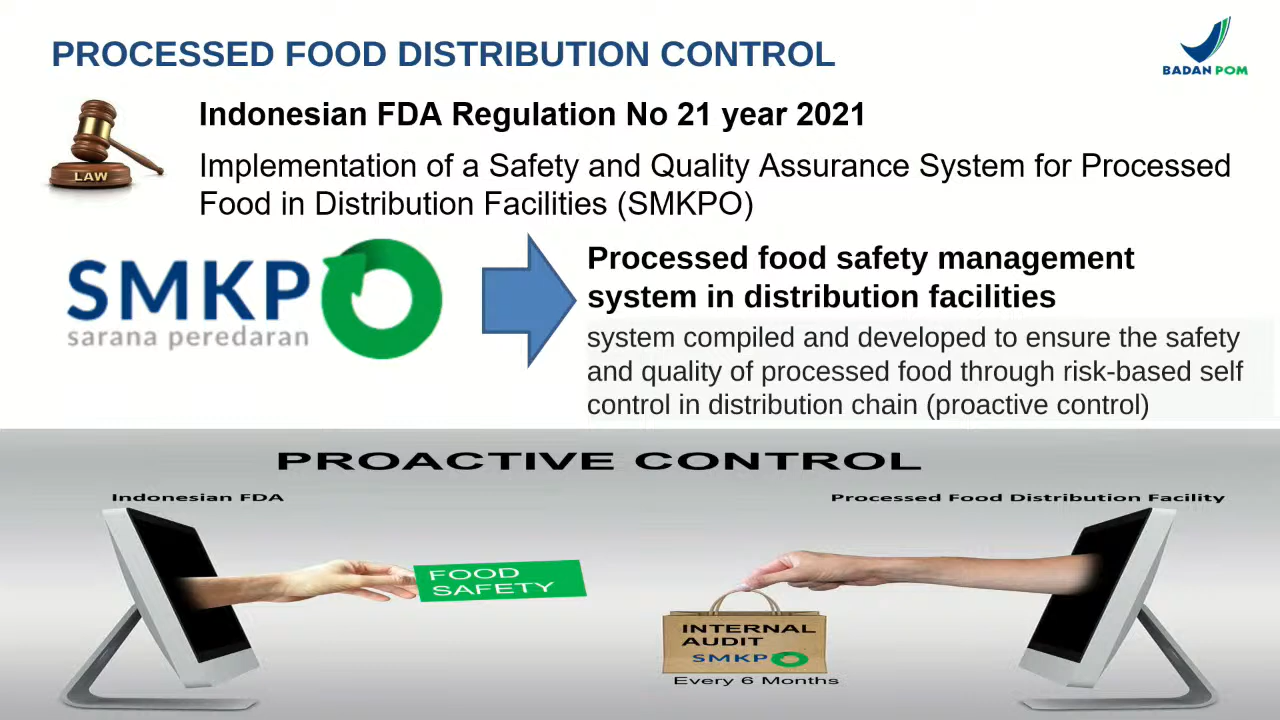 PROCESSED FOOD DISTRIBUTION CONTROL
BADAN POM
LAW
Indonesian FDA Regulation No 21 year 2021
Implementation of a Safety and Quality Assurance System for Processed
Food in Distribution Facilities (SMKPO)
SMKPO
sarana peredaran
Processed food safety management
system in distribution facilities
system compiled and developed to ensure the safety
and quality of processed food through risk-based self
control in distribution chain (proactive control)
PROACTIVE CONTROL
Indonesian FDA
Processed Food Distribution Facility
FOOD
SAFETY
INTERNAL
AUDIT
SMKPO
Every 6 Months